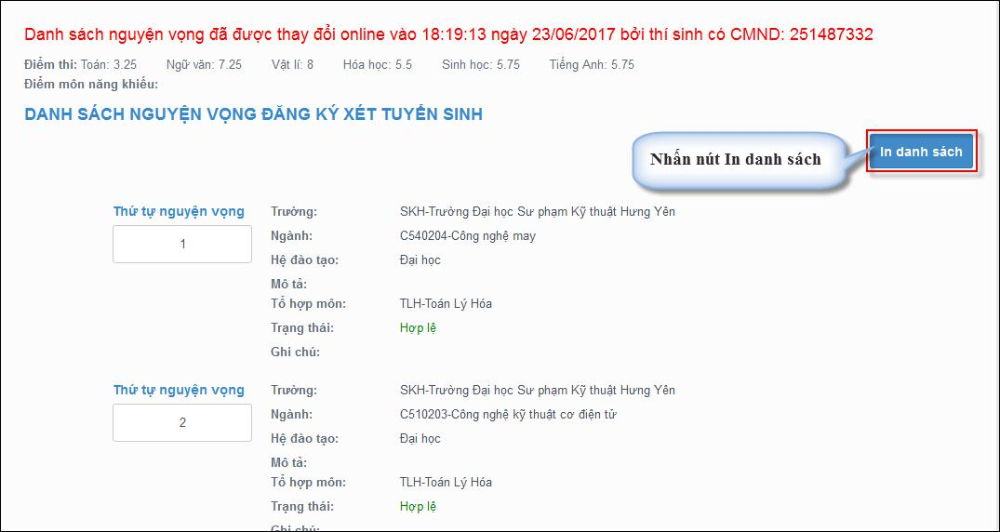 Danh sách nguyện vọng đã được thay đổi online vào 18:19:13 ngày 23/06/2017 bởi thí sinh có CMND: 251487332
Điểm thi: Toán: 3.25 Ngữ văn: 7.25 Vật lí: 8 Hóa học: 5.5 Sinh học: 5.75 Tiếng Anh: 5.75
Điểm môn năng khiếu:
DANH SÁCH NGUYỆN VỌNG ĐĂNG KÝ XÉT TUYỂN SINH
Nhấn nút In danh sách
In danh sách
Thứ tự nguyện vọng Trường: SKH-Trường Đại học Sư phạm Kỹ thuật Hưng Yên
1 Ngành: C540204-Công nghệ may
Hệ đào tạo: Đại học
Mô tả:
Tổ hợp môn: TLH-Toán Lý Hóa
Trạng thái: Hợp lệ
Ghi chú:
Thứ tự nguyện vọng Trường: SKH-Trường Đại học Sư phạm Kỹ thuật Hưng Yên
2 Ngành: C510203-Công nghệ kỹ thuật cơ điện tử
Hệ đào tạo: Đại học
Mô tả:
Tổ hợp môn: TLH-Toán Lý Hóa
Trạng thái: Hợp lệ
Ghi chú: